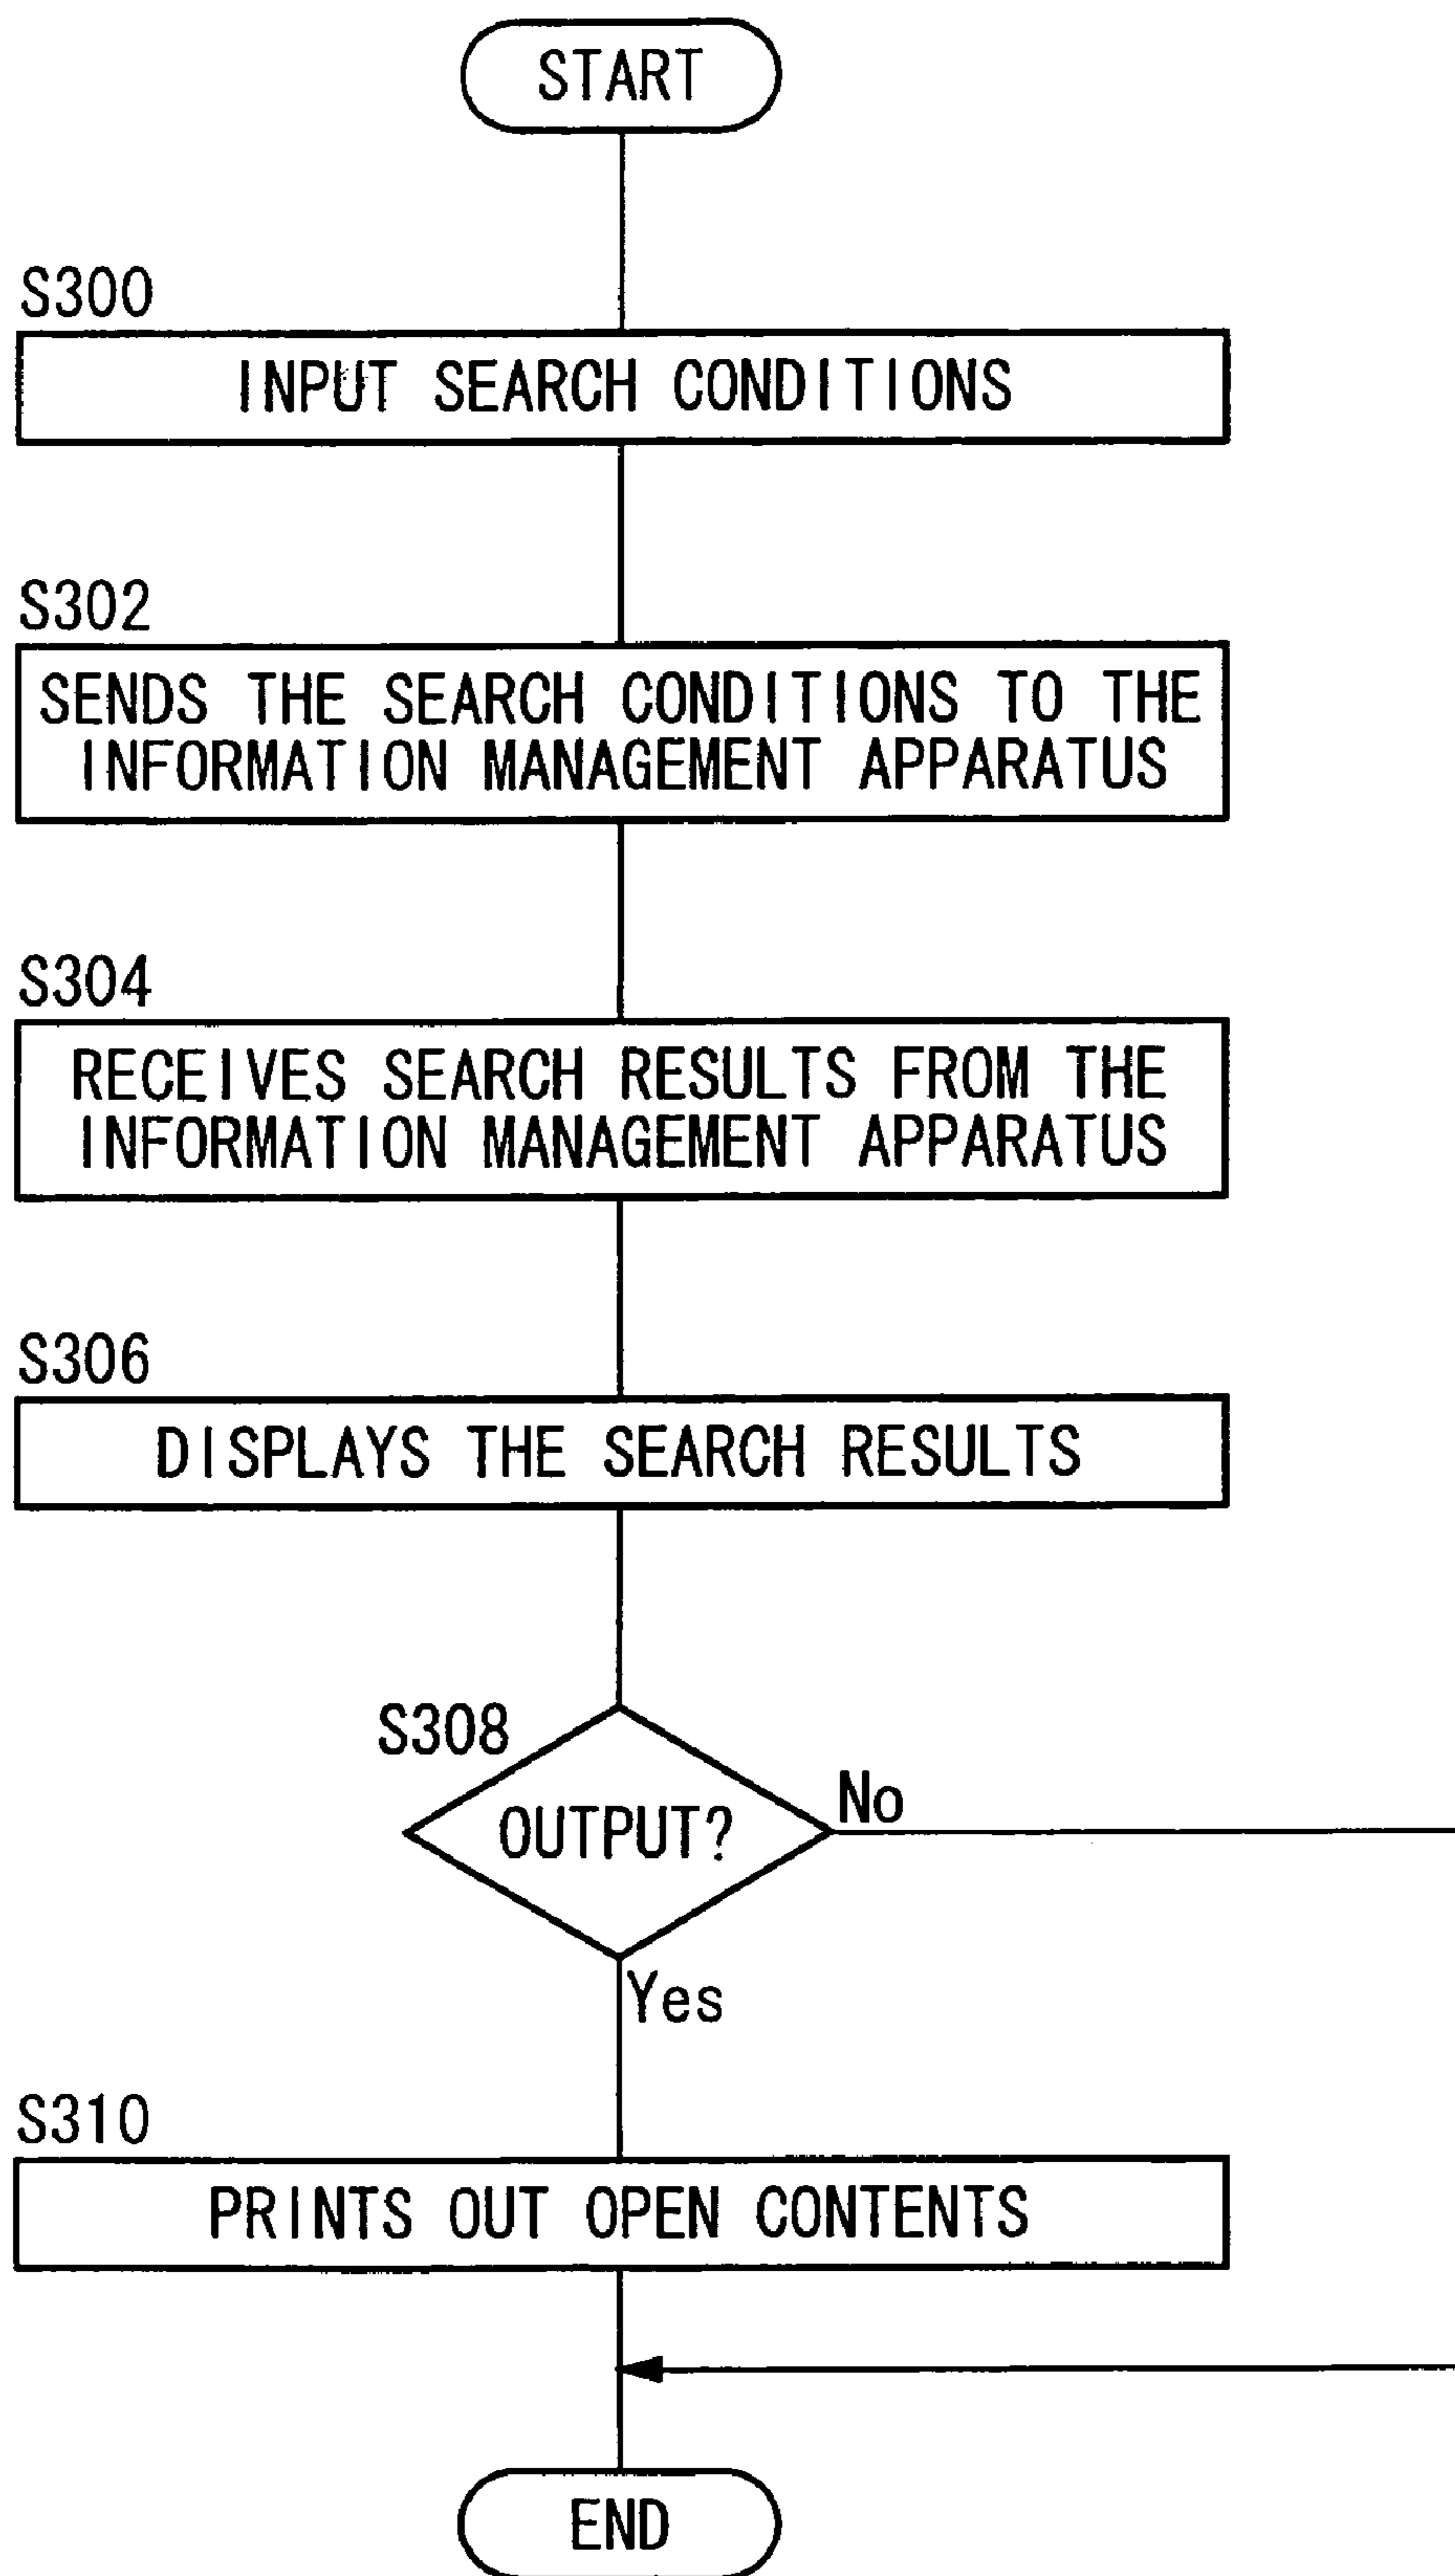 START
S300
INPUT SEARCH CONDITIONS
S302
SENDS THE SEARCH CONDITIONS TO THE
INFORMATION MANAGEMENT APPARATUS
S304
RECEIVES SEARCH RESULTS FROM THE
INFORMATION MANAGEMENT APPARATUS
S306
DISPLAYS THE SEARCH RESULTS
S308
OUTPUT?
No
Yes
S310
PRINTS OUT OPEN CONTENTS
END